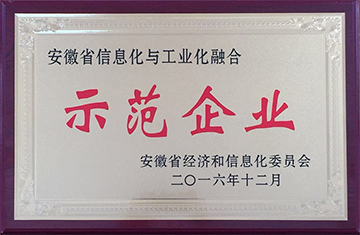 安徽省信息化与工业化融合
示范企业
安徽省经济和信息化委员会
二〇一六年十二月